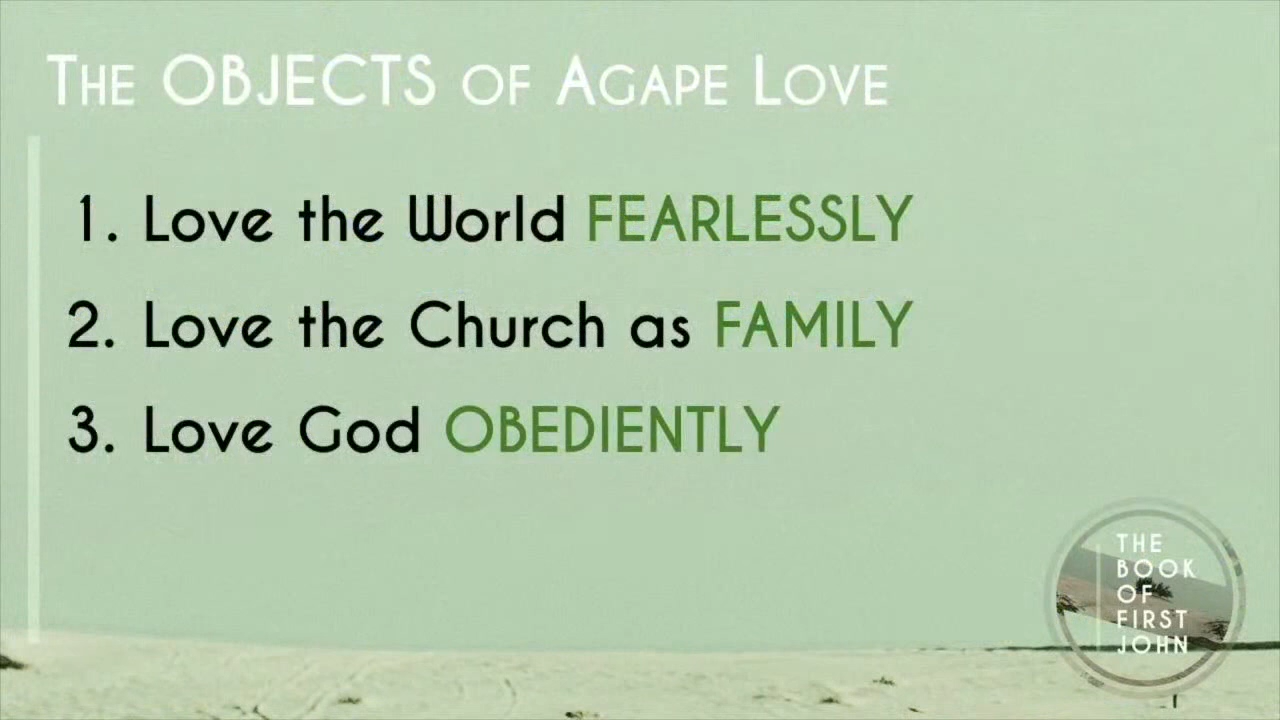 The OBJECTS of Agape Love
1. Love the World FEARLESSLY
2. Love the Church as FAMILY
3. Love God OBEDIENTLY
THE
BOOK
OF
FIRST
JOHN